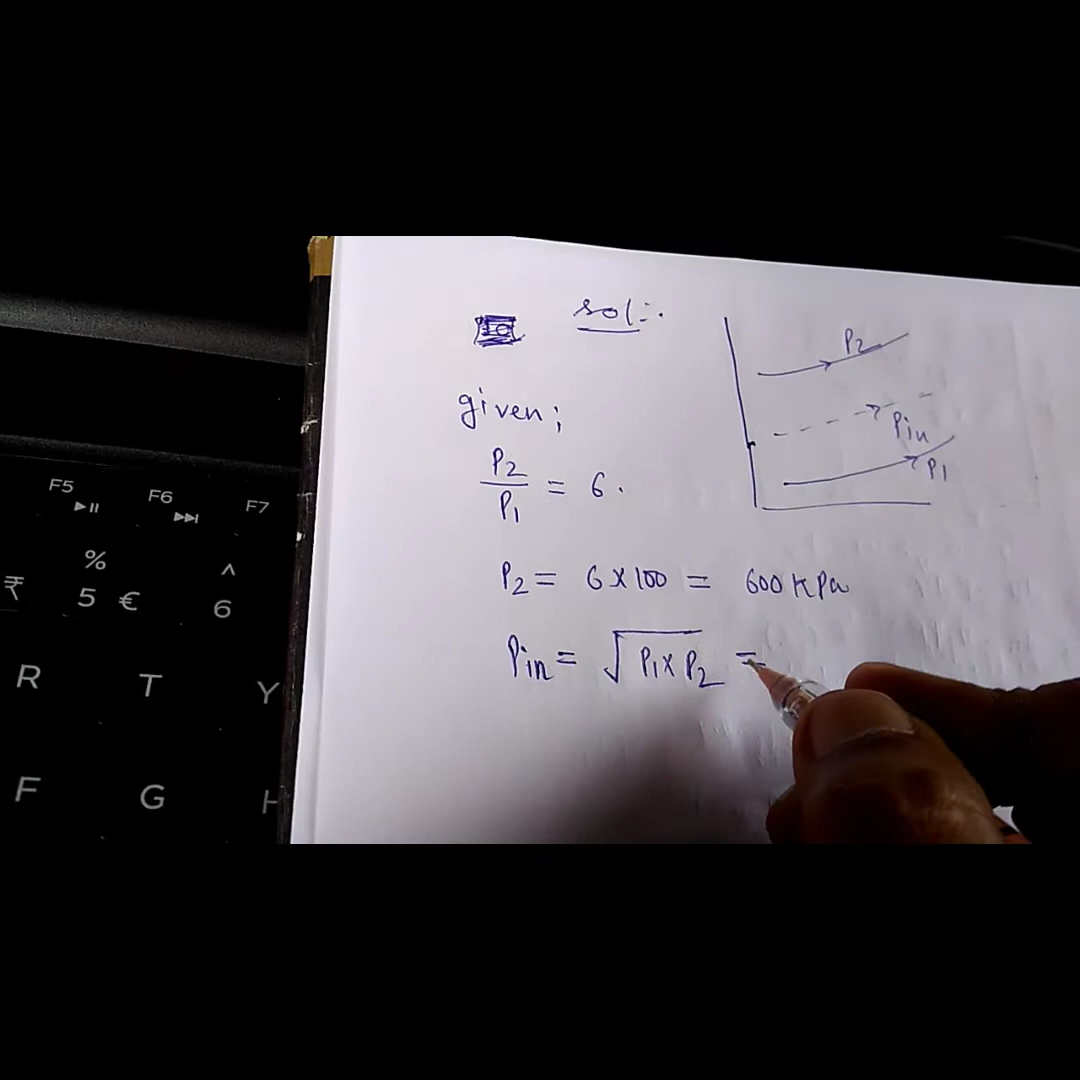 sol:-
given;
P2/P1 = 6.
P2 = 6 x 100 = 600 KPa
Pin = √P1 x P2 =
P2
Pin
P1
F5 F6 F7
% ^
₹ 5 € 6
R T Y
F G H